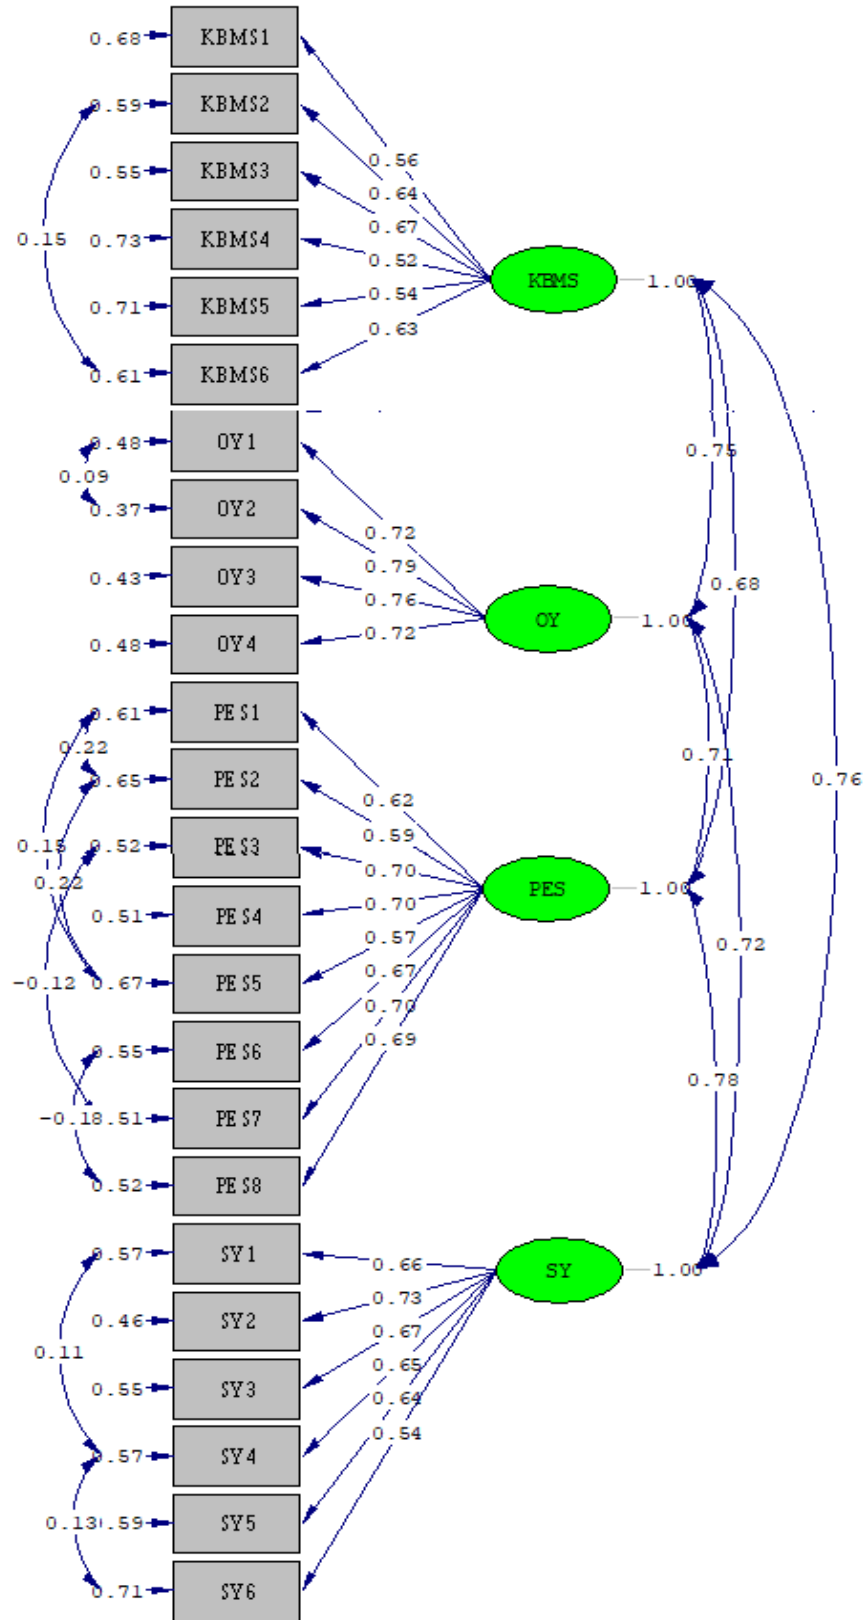 0.68 KBMS1
0.59 KBMS2
0.55 KBMS3
0.15 0.73 KBMS4
0.71 KBMS5
0.61 KBMS6
0.56
0.64
0.67
0.52
0.54
0.63
KBMS 1.00
0.48 OY1
0.09
0.37 OY2
0.43 OY3
0.48 OY4
0.72
0.79
0.76
0.72
OY 1.00
0.61 PES1
0.22
0.65 PES2
0.15 0.52 PES3
0.22
0.51 PES4
-0.12 0.67 PES5
0.55 PES6
-0.18 .51 PES7
0.52 PES8
0.62
0.59
0.70
0.70
0.57
0.67
0.70
0.69
PES 1.00
0.57 SY1
0.46 SY2
0.11
0.55 SY3
0.57 SY4
0.13 .59 SY5
0.71 SY6
0.66
0.73
0.67
0.65
0.64
0.54
SY 1.00
0.75
0.68
0.71
0.76
0.72
0.78